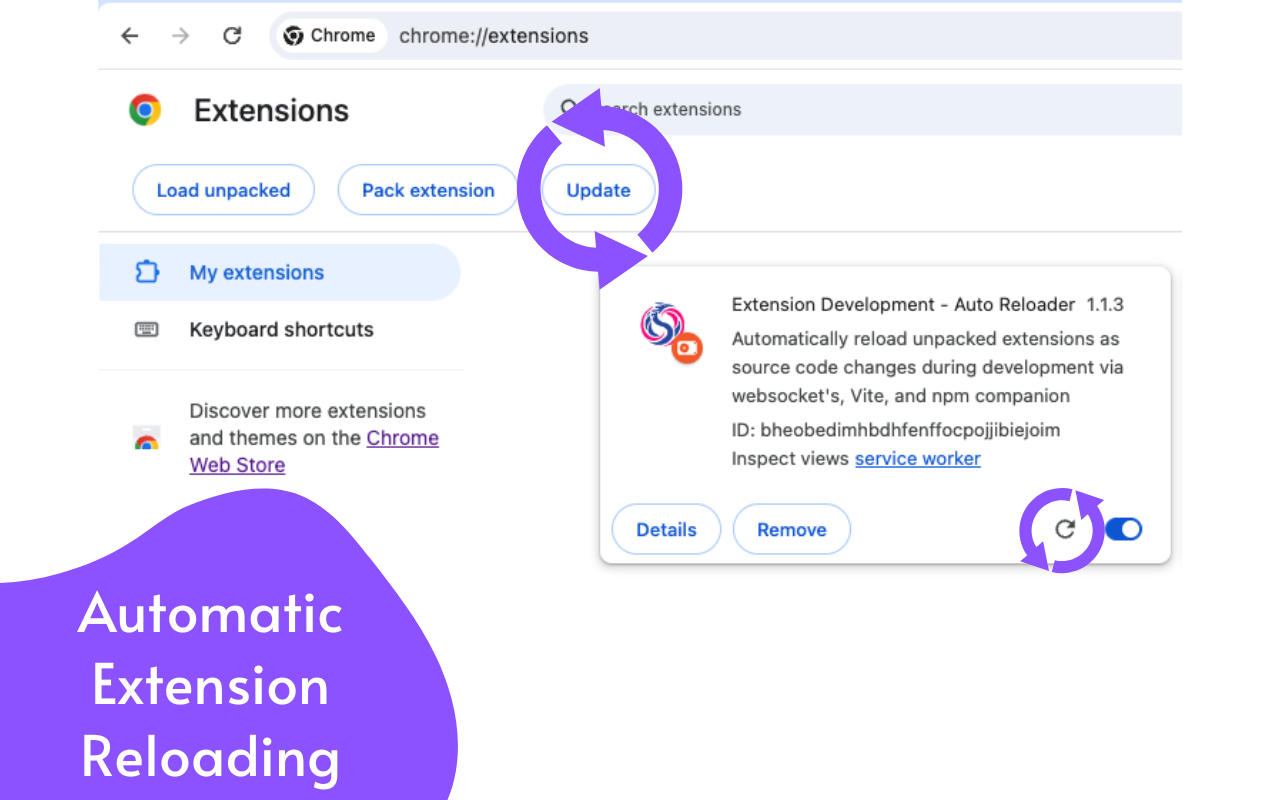 Chrome chrome://extensions
Extensions
extensions
Load unpacked Pack extension Update
My extensions
Keyboard shortcuts
Discover more extensions
and themes on the Chrome
Web Store
Extension Development - Auto Reloader 1.1.3
Automatically reload unpacked extensions as
source code changes during development via
websocket's, Vite, and npm companion
ID: bheobedimhbdhfenffocpojjibiejoim
Inspect views service worker
Details Remove
Automatic
Extension
Reloading